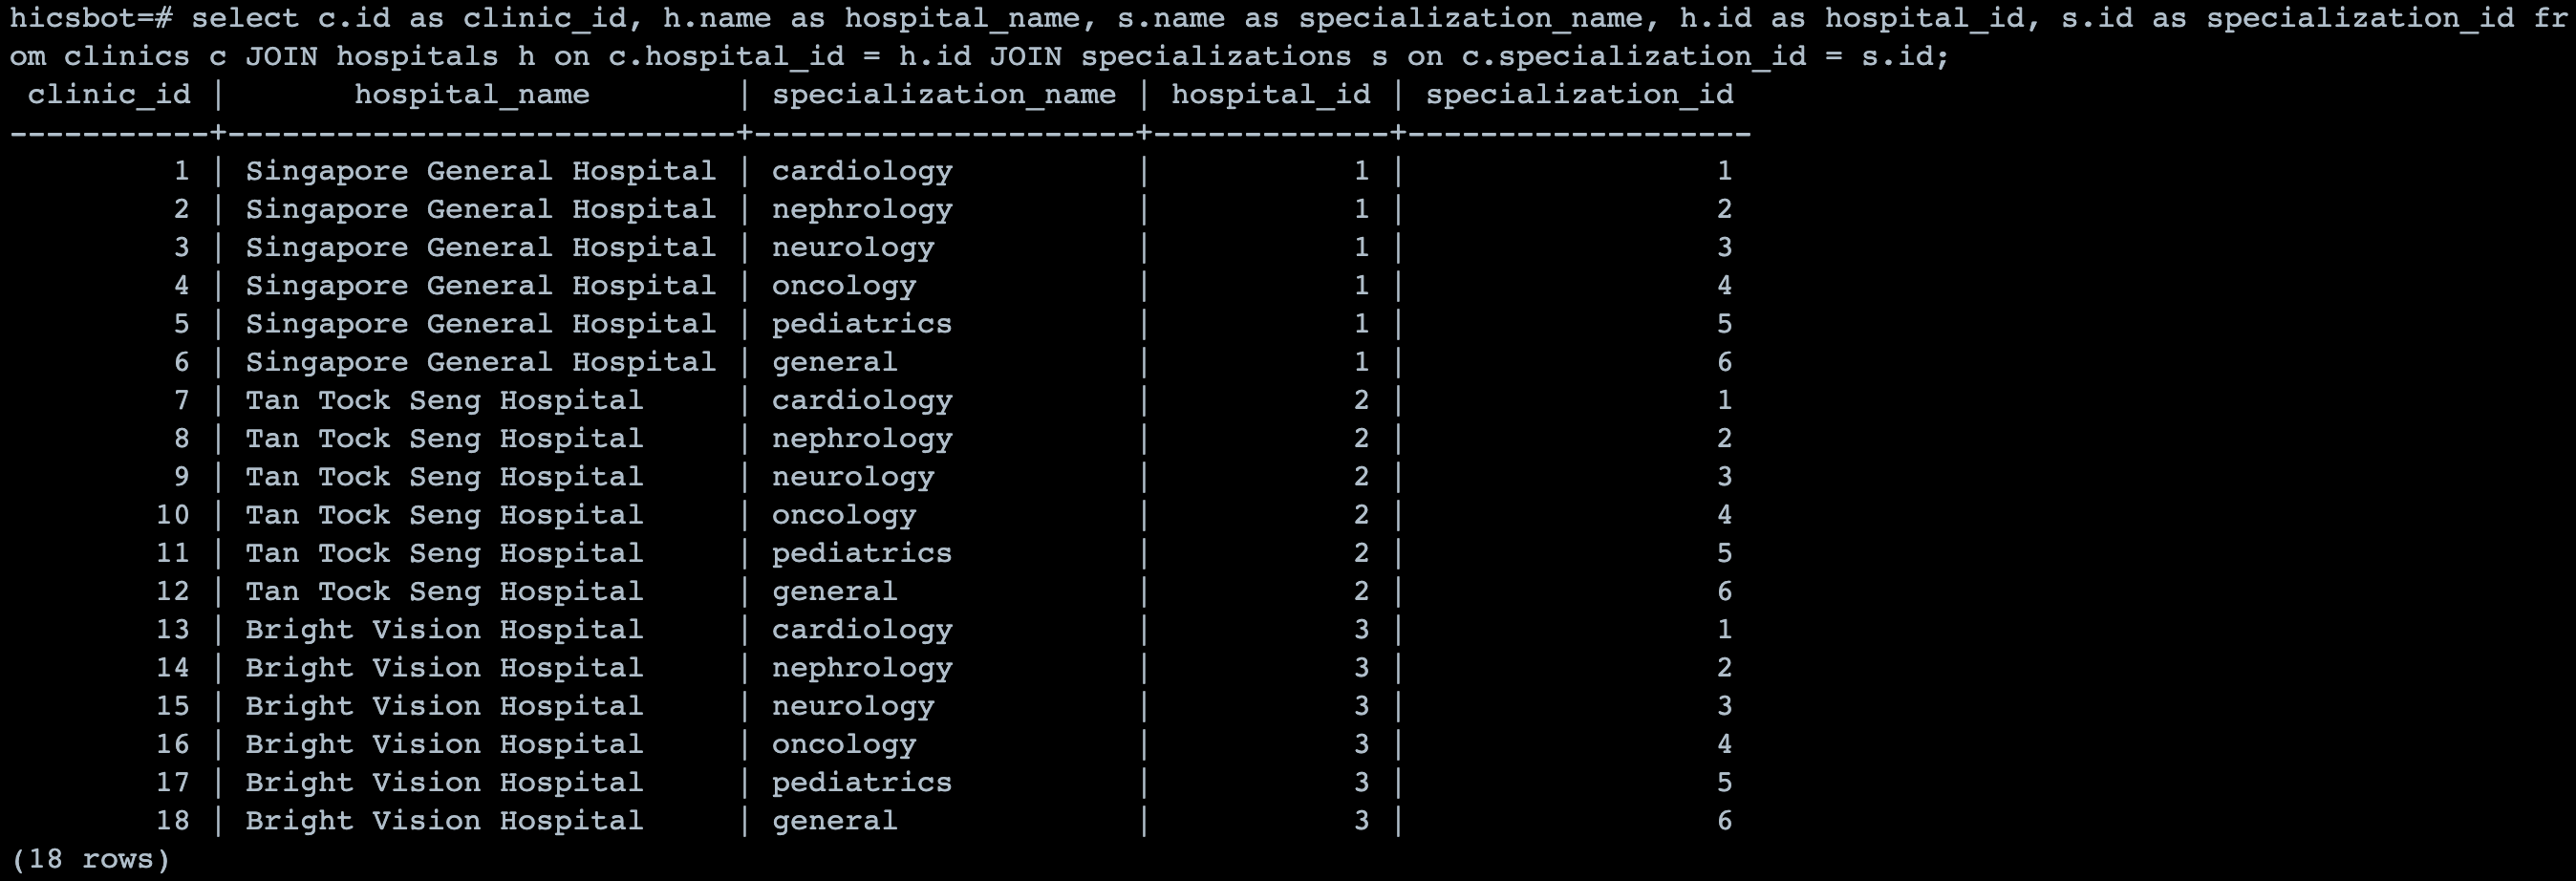 hicsbot=# select c.id as clinic_id, h.name as hospital_name, s.name as specialization_name, h.id as hospital_id, s.id as specialization_id fr
om clinics c JOIN hospitals h on c.hospital_id = h.id JOIN specializations s on c.specialization_id = s.id;
 clinic_id |       hospital_name        | specialization_name | hospital_id | specialization_id
-----------+----------------------------+---------------------+-------------+-------------------
         1 | Singapore General Hospital | cardiology          |           1 |                 1
         2 | Singapore General Hospital | nephrology          |           1 |                 2
         3 | Singapore General Hospital | neurology           |           1 |                 3
         4 | Singapore General Hospital | oncology            |           1 |                 4
         5 | Singapore General Hospital | pediatrics          |           1 |                 5
         6 | Singapore General Hospital | general             |           1 |                 6
         7 | Tan Tock Seng Hospital     | cardiology          |           2 |                 1
         8 | Tan Tock Seng Hospital     | nephrology          |           2 |                 2
         9 | Tan Tock Seng Hospital     | neurology           |           2 |                 3
        10 | Tan Tock Seng Hospital     | oncology            |           2 |                 4
        11 | Tan Tock Seng Hospital     | pediatrics          |           2 |                 5
        12 | Tan Tock Seng Hospital     | general             |           2 |                 6
        13 | Bright Vision Hospital     | cardiology          |           3 |                 1
        14 | Bright Vision Hospital     | nephrology          |           3 |                 2
        15 | Bright Vision Hospital     | neurology           |           3 |                 3
        16 | Bright Vision Hospital     | oncology            |           3 |                 4
        17 | Bright Vision Hospital     | pediatrics          |           3 |                 5
        18 | Bright Vision Hospital     | general             |           3 |                 6
(18 rows)